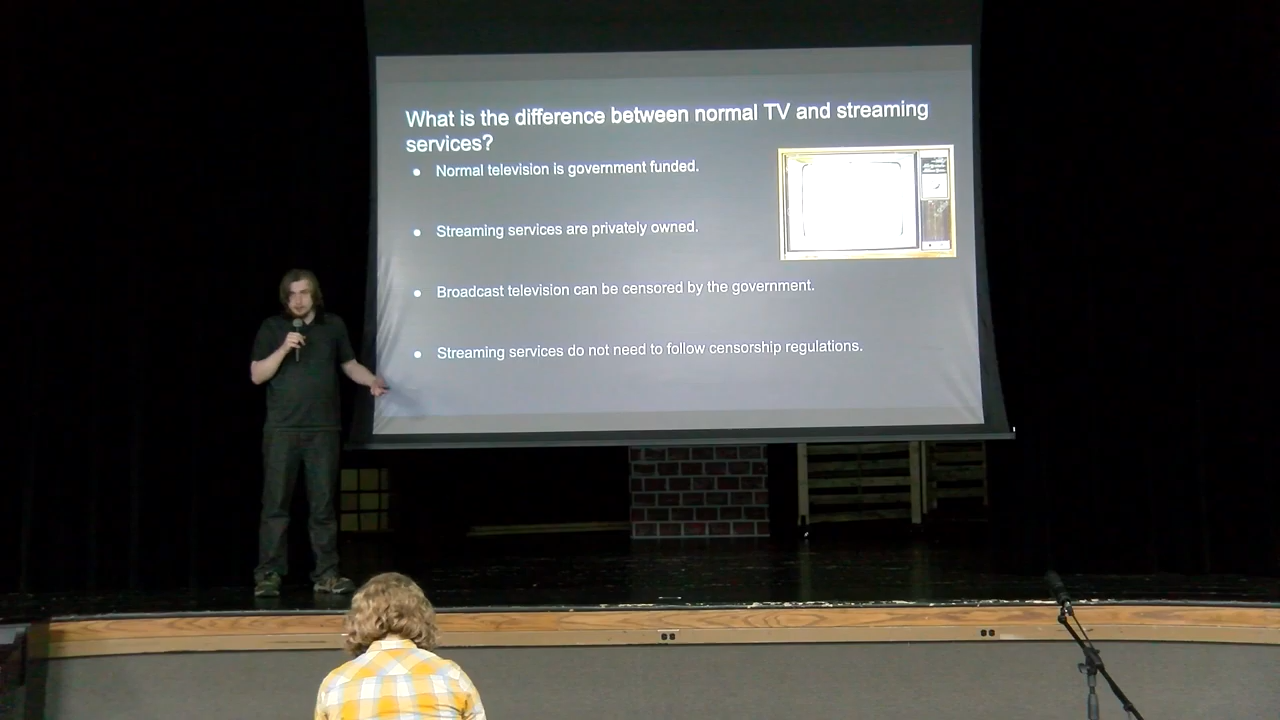 What is the difference between normal TV and streaming
services?
• Normal television is government funded.
• Streaming services are privately owned.
• Broadcast television can be censored by the government.
• Streaming services do not need to follow censorship regulations.